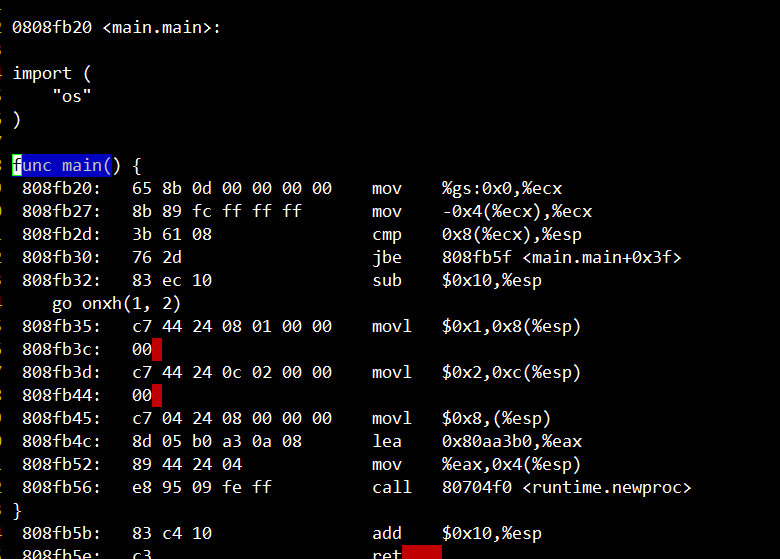 0808fb20 <main.main>:
import (
"os"
)
func main() {
808fb20: 65 8b 0d 00 00 00 00 mov %gs:0x0,%ecx
808fb27: 8b 89 fc ff ff ff mov -0x4(%ecx),%ecx
808fb2d: 3b 61 08 cmp 0x8(%ecx),%esp
808fb30: 76 2d jbe 808fb5f <main.main+0x3f>
808fb32: 83 ec 10 sub $0x10,%esp
go onxh(1, 2)
808fb35: c7 44 24 08 01 00 00 movl $0x1,0x8(%esp)
808fb3c: 00
808fb3d: c7 44 24 0c 02 00 00 movl $0x2,0xc(%esp)
808fb44: 00
808fb45: c7 04 24 08 00 00 00 movl $0x8,(%esp)
808fb4c: 8d 05 b0 a3 0a 08 lea 0x80aa3b0,%eax
808fb52: 89 44 24 04 mov %eax,0x4(%esp)
808fb56: e8 95 09 fe ff call 80704f0 <runtime.newproc>
}
808fb5b: 83 c4 10 add $0x10,%esp
808fb5e: c3 ret